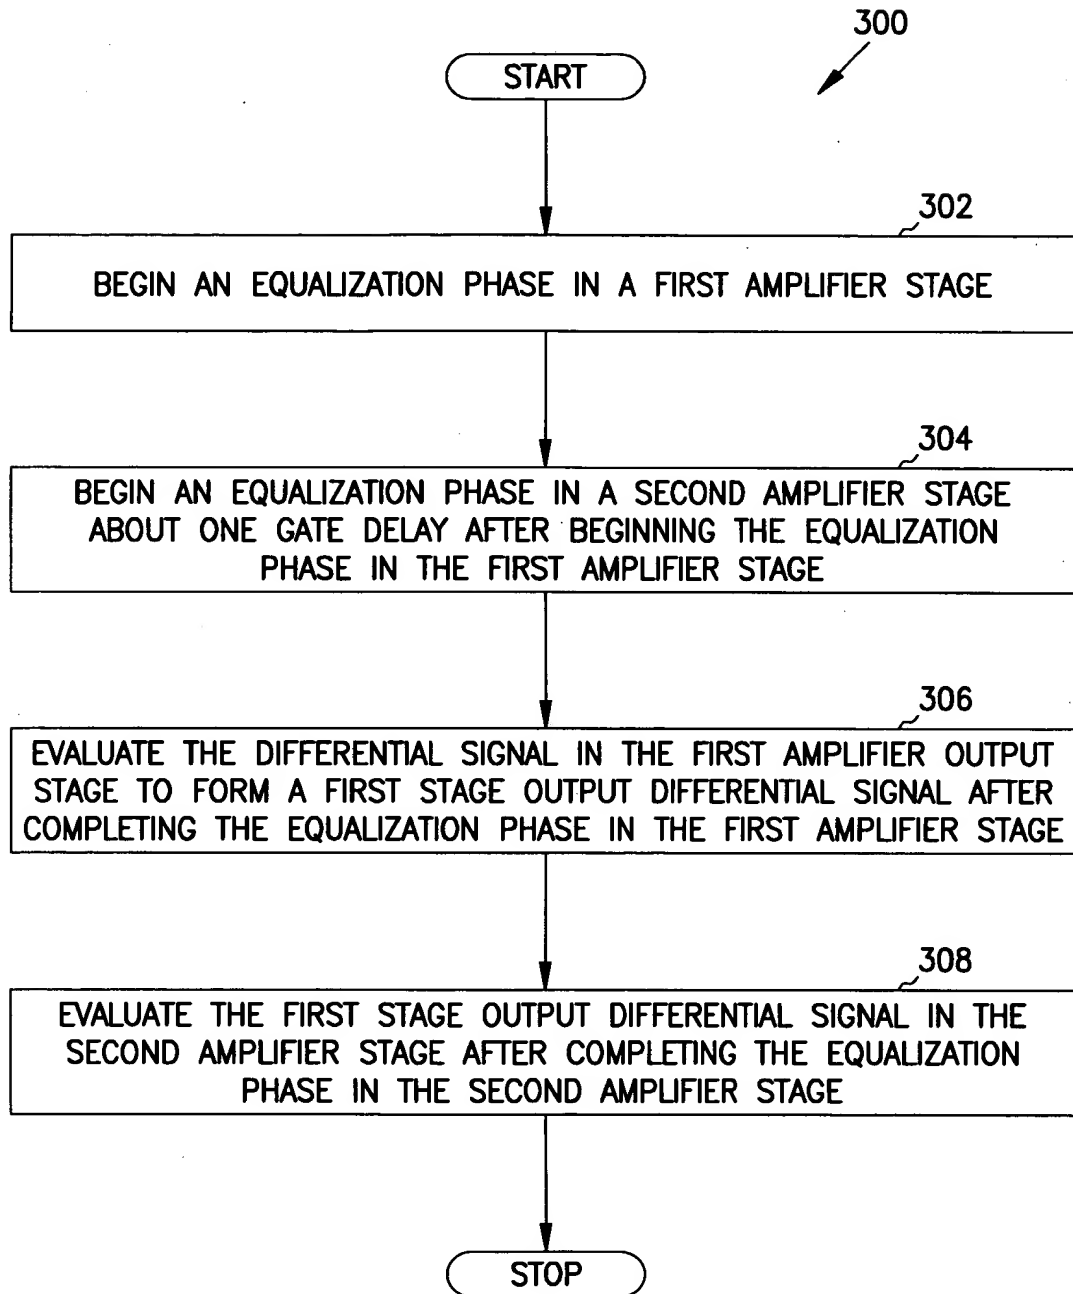 300
START
302
BEGIN AN EQUALIZATION PHASE IN A FIRST AMPLIFIER STAGE
304
BEGIN AN EQUALIZATION PHASE IN A SECOND AMPLIFIER STAGE
ABOUT ONE GATE DELAY AFTER BEGINNING THE EQUALIZATION
PHASE IN THE FIRST AMPLIFIER STAGE
306
EVALUATE THE DIFFERENTIAL SIGNAL IN THE FIRST AMPLIFIER OUTPUT
STAGE TO FORM A FIRST STAGE OUTPUT DIFFERENTIAL SIGNAL AFTER
COMPLETING THE EQUALIZATION PHASE IN THE FIRST AMPLIFIER STAGE
308
EVALUATE THE FIRST STAGE OUTPUT DIFFERENTIAL SIGNAL IN THE
SECOND AMPLIFIER STAGE AFTER COMPLETING THE EQUALIZATION
PHASE IN THE SECOND AMPLIFIER STAGE
STOP